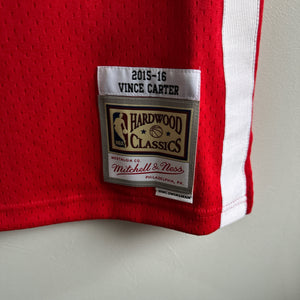 2015-16
VINCE CARTER
NBA
HARDWOOD
CLASSICS
NOSTALGIA CO.
Mitchell & Ness
PHILADELPHIA, PA.